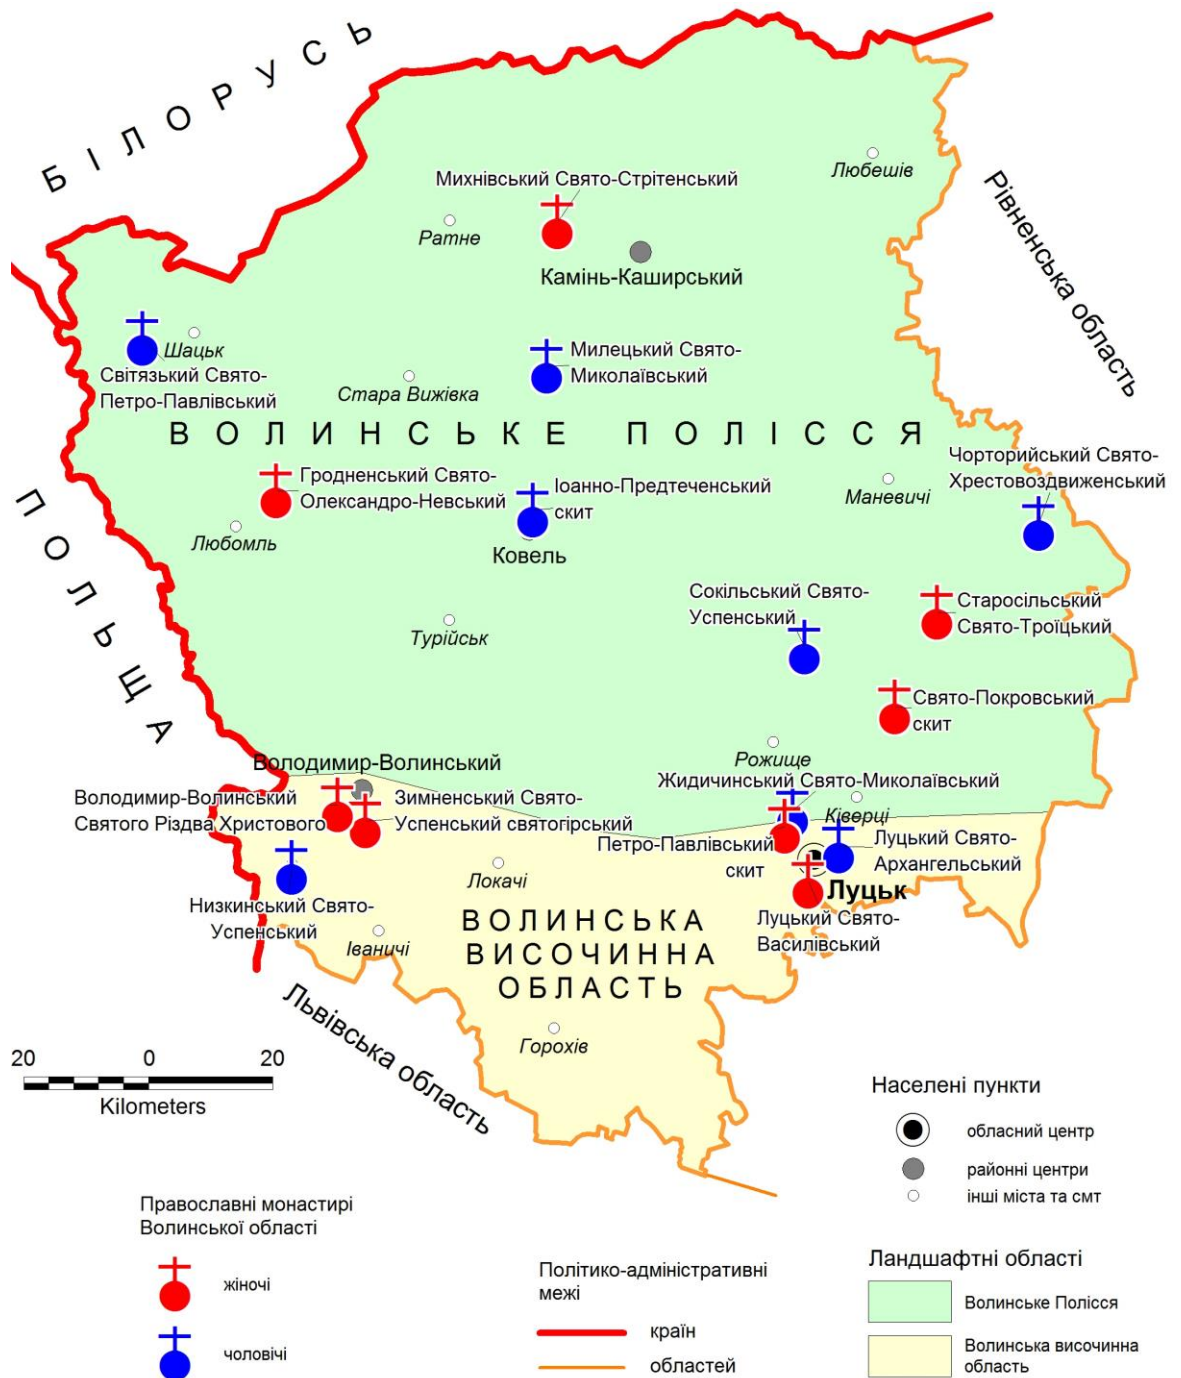 БІЛОРУСЬ
Любешів
Михнівський Свято-Стрітенський
Рівненська область
Ратне
Камінь-Каширський
Шацьк
Світязький Свято-
Петро-Павлівський
Милецький Свято-
Миколаївський
Стара Вижівка
ВОЛИНСЬКЕ ПОЛІССЯ
Чорторийський Свято-
Хрестовоздвиженський
Гродненський Свято-
Олександро-Невський
Іоанно-Предтеченський
скит
Маневичі
ПОЛЬЩА
Любомль
Ковель
Сокільський Свято-
Успенський
Старосільський
Свято-Троїцький
Турійськ
Свято-Покровський
скит
Рожище
Володимир-Волинський
Жидичинський Свято-Миколаївський
Володимир-Волинський
Святого Різдва Христового
Зимненський Свято-
Успенський святогірський
Ківерці
Петро-Павлівський
скит
Луцький Свято-
Архангельський
Локачі
Луцьк
Низкинський Свято-
Успенський
Луцький Свято-
Василівський
Іваничі
ВОЛИНСЬКА
ВИСОЧИННА
ОБЛАСТЬ
Львівська область
Горохів
20 0 20
Kilometers
Населені пункти
обласний центр
районні центри
інші міста та смт
Православні монастирі
Волинської області
жіночі
чоловічі
Політико-адміністративні
межі
країн
областей
Ландшафтні області
Волинське Полісся
Волинська височинна
область